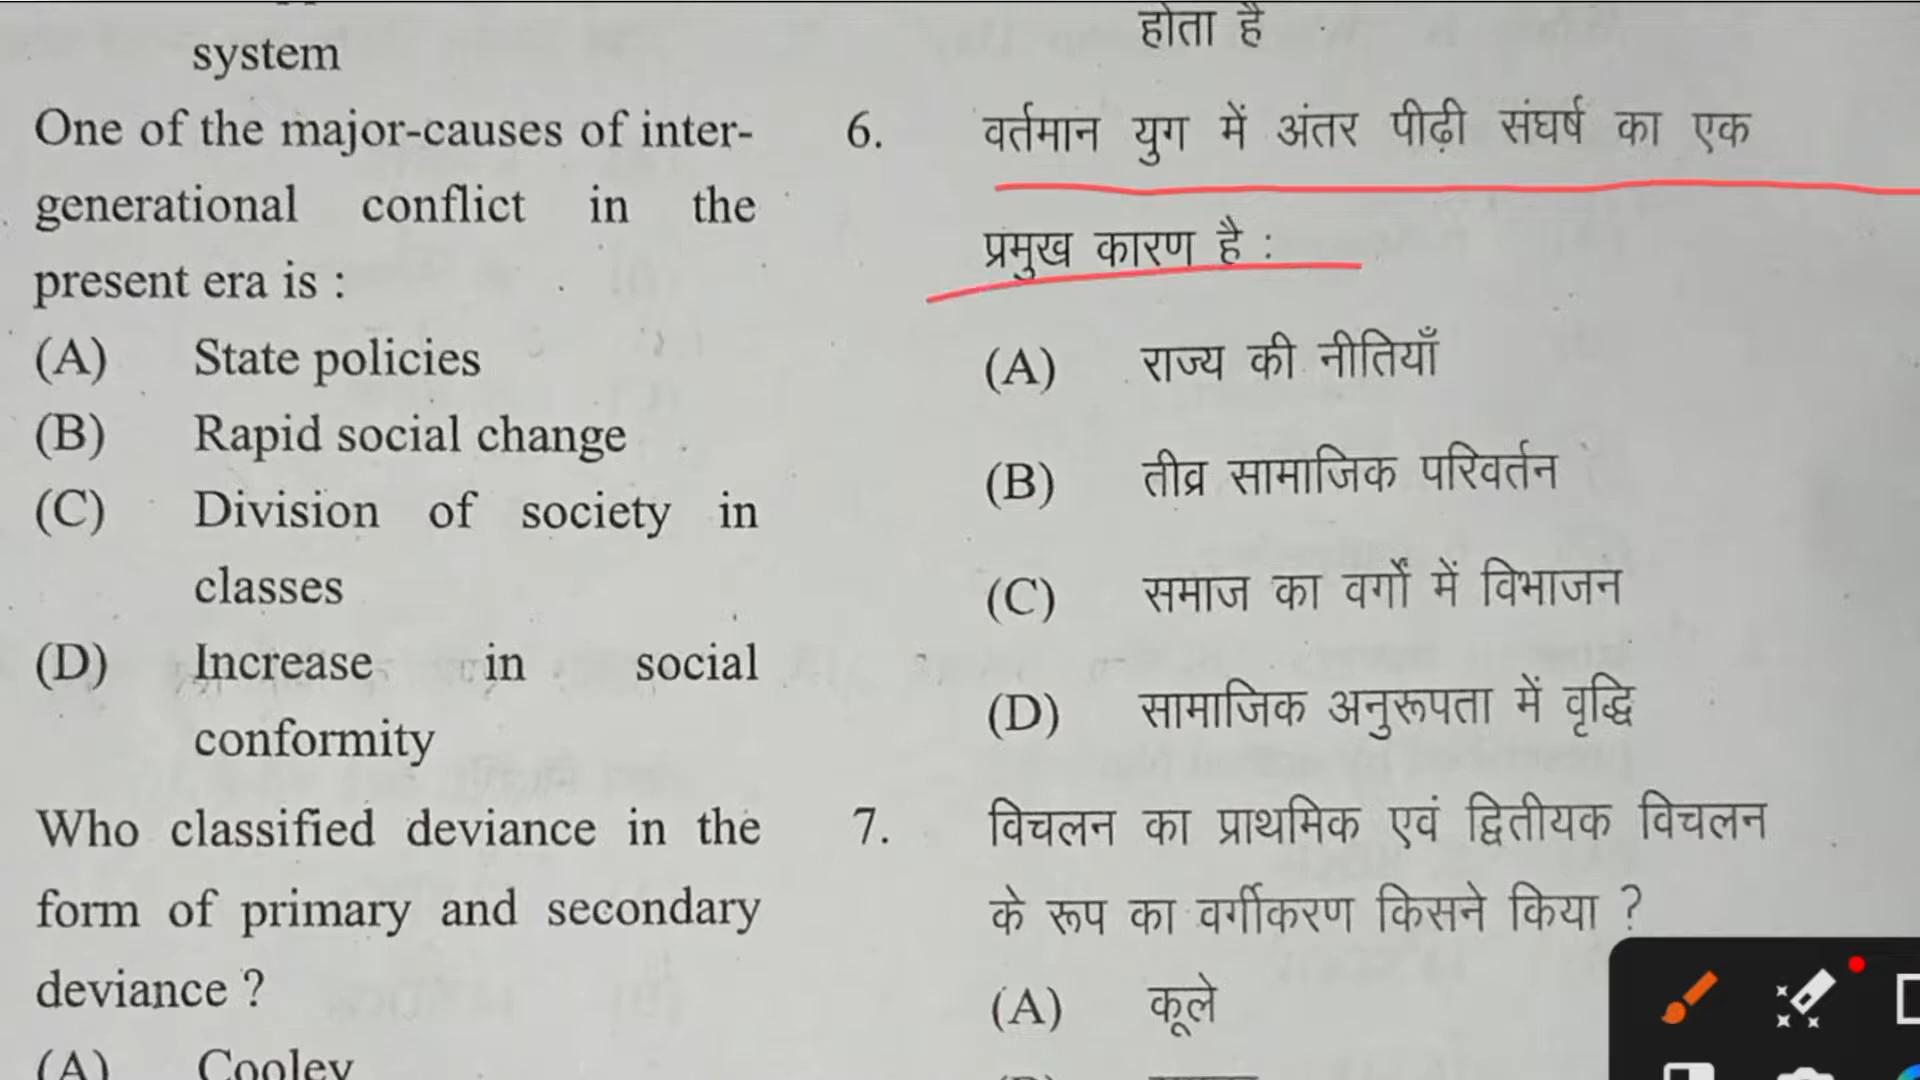 system
One of the major-causes of inter-
generational conflict in the
present era is :
(A) State policies
(B) Rapid social change
(C) Division of society in
classes
(D) Increase in social
conformity
Who classified deviance in the
form of primary and secondary
deviance ?
(A) Cooley
होता है
6. वर्तमान युग में अंतर पीढ़ी संघर्ष का एक
प्रमुख कारण है :
(A) राज्य की नीतियाँ
(B) तीव्र सामाजिक परिवर्तन
(C) समाज का वर्गों में विभाजन
(D) सामाजिक अनुरूपता में वृद्धि
7. विचलन का प्राथमिक एवं द्वितीयक विचलन
के रूप का वर्गीकरण किसने किया ?
(A) कूले